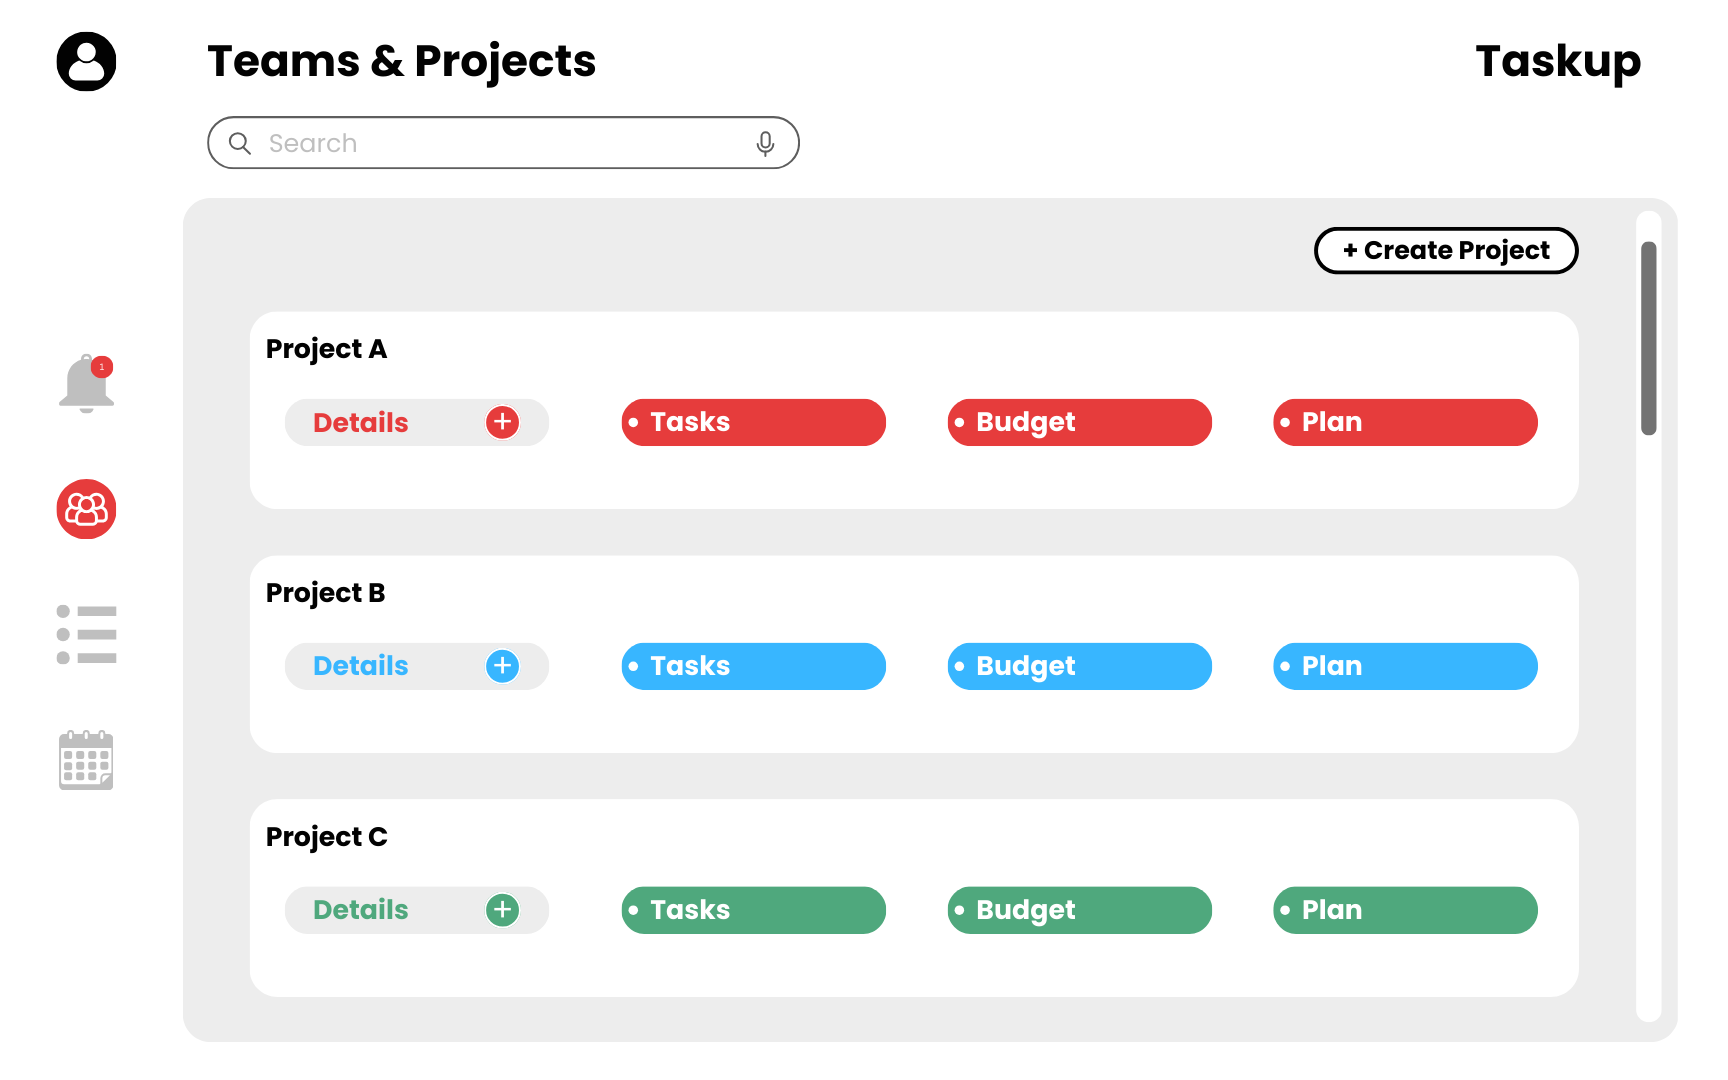 Teams & Projects
Taskup
Search
+ Create Project
1
Project A
Details + • Tasks • Budget • Plan
Project B
Details + • Tasks • Budget • Plan
Project C
Details + • Tasks • Budget • Plan